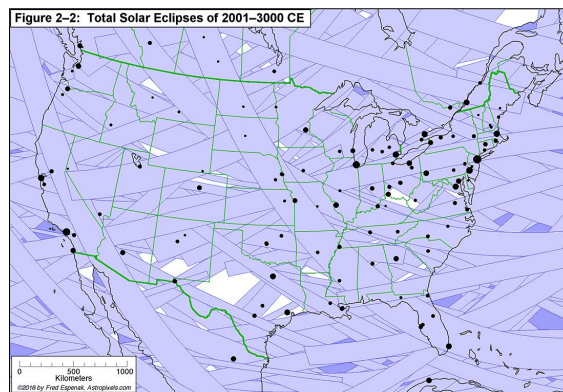 Figure 2–2: Total Solar Eclipses of 2001–3000 CE
0 500 1000
Kilometers
©2016 by Fred Espenak, Astropixels.com